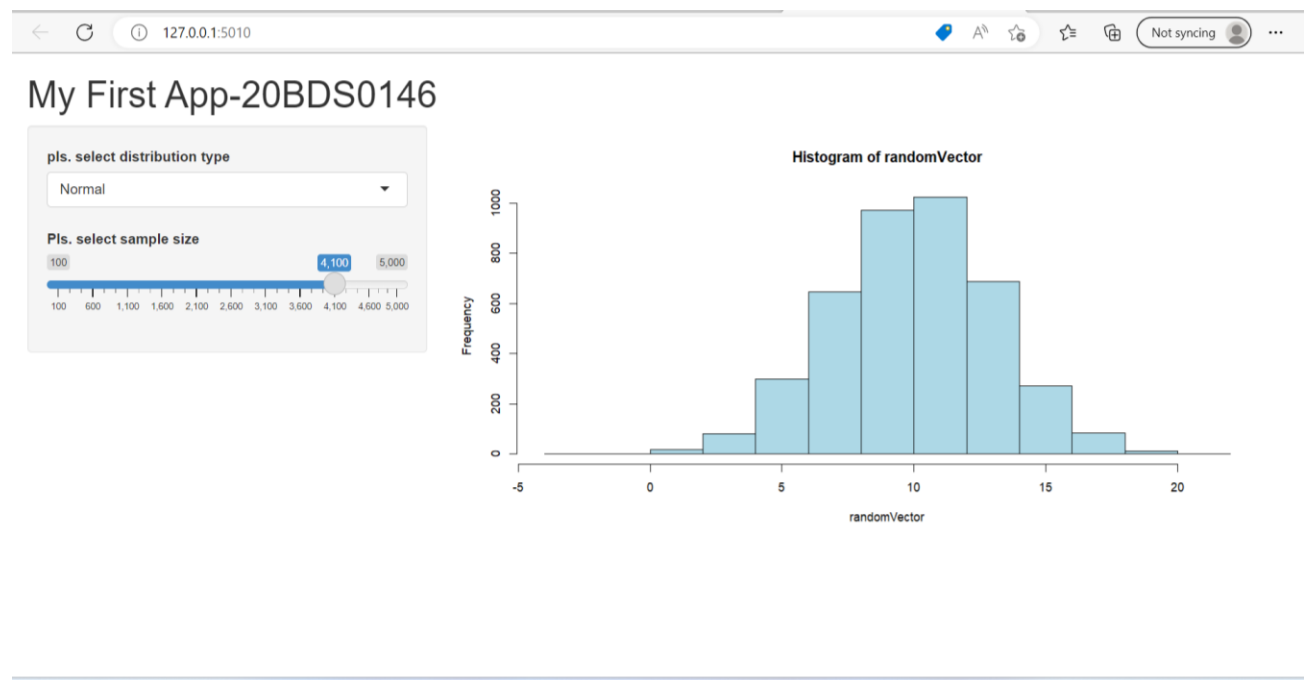 127.0.0.1:5010
Not syncing
My First App-20BDS0146
pls. select distribution type
Normal
Pls. select sample size
100 4,100 5,000
100 600 1,100 1,600 2,100 2,600 3,100 3,600 4,100 4,600 5,000
Histogram of randomVector
Frequency
1000
800
600
400
200
0
-5 0 5 10 15 20
randomVector